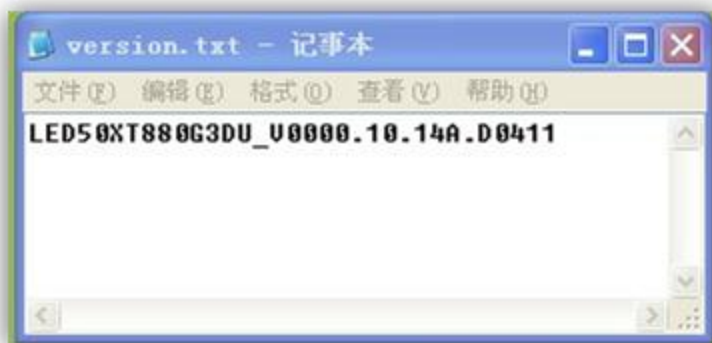 version.txt - 记事本
文件(F) 编辑(E) 格式(O) 查看(V) 帮助(H)
LED50XT880G3DU_V0000.10.14A.D0411